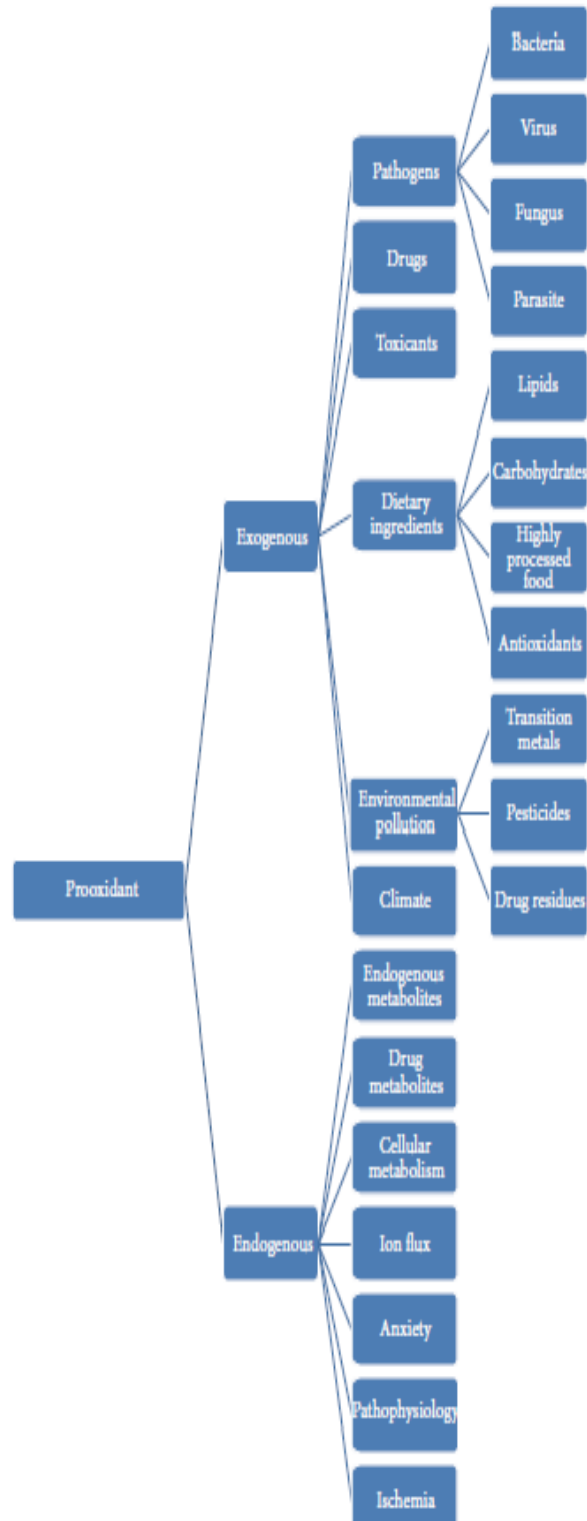 Bacteria
Virus
Pathogens
Fungus
Drugs
Parasite
Toxicants
Lipids
Carbohydrates
Dietary
ingredients
Exogenous
Highly
processed
food
Antioxidants
Transition
metals
Environmental
pollution
Pesticides
Prooxidant
Climate
Drug residues
Endogenous
metabolites
Drug
metabolites
Cellular
metabolism
Endogenous
Ion flux
Anxiety
Pathophysiology
Ischemia